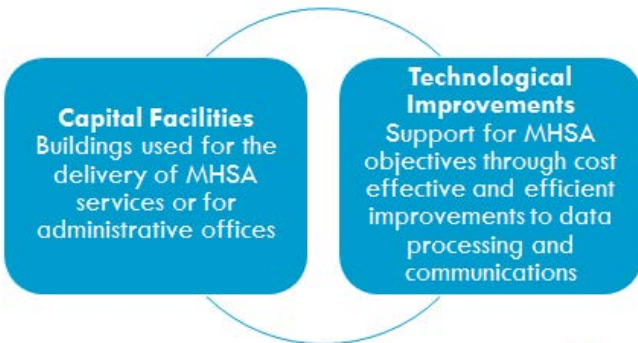 Capital Facilities
Buildings used for the
delivery of MHSA
services or for
administrative offices
Technological
Improvements
Support for MHSA
objectives through cost
effective and efficient
improvements to data
processing and
communications